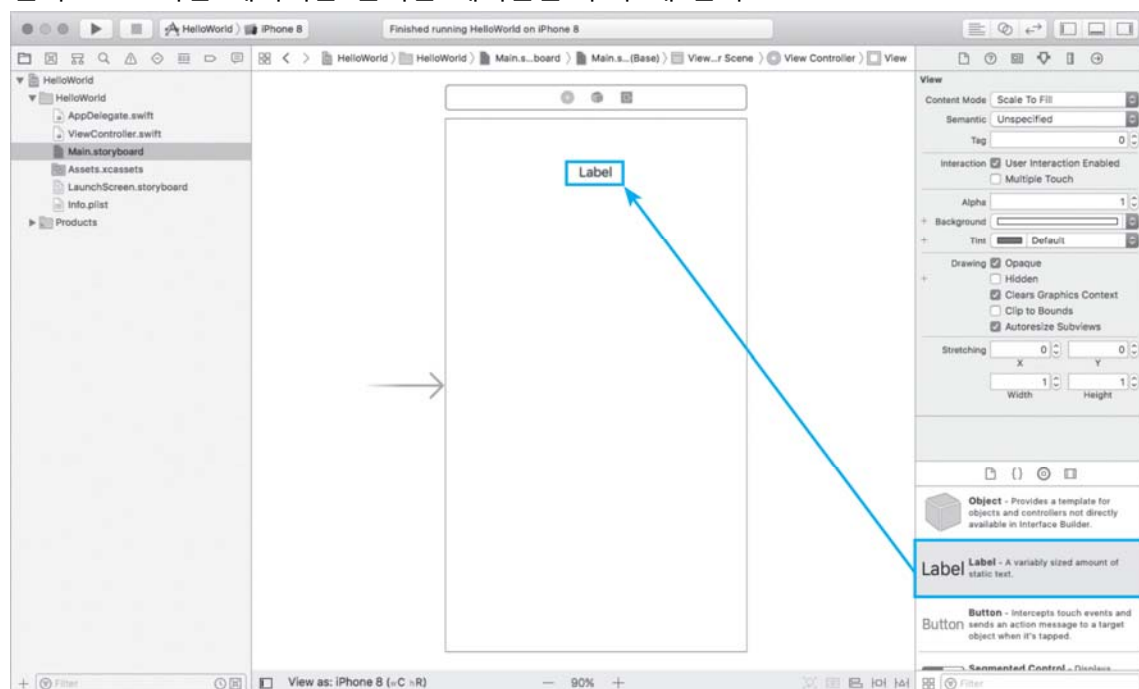 HelloWorld
iPhone 8
Finished running HelloWorld on iPhone 8
HelloWorld
HelloWorld
Main.s...board
Main.s...(Base)
View...r Scene
View Controller
View
HelloWorld
HelloWorld
AppDelegate.swift
ViewController.swift
Main.storyboard
Assets.xcassets
LaunchScreen.storyboard
Info.plist
Products
Label
View
Content Mode Scale To Fill
Semantic Unspecified
Tag 0
Interaction User Interaction Enabled
Multiple Touch
Alpha 1
Background
Tint Default
Drawing Opaque
Hidden
Clears Graphics Context
Clip to Bounds
Autoresize Subviews
Stretching 0 0
X Y
1 1
Width Height
Object - Provides a template for
objects and controllers not directly
available in Interface Builder.
Label Label - A variably sized amount of
static text.
Button - Intercepts touch events and
Button sends an action message to a target
object when it's tapped.
Segmented Control - Displays
Filter
View as: iPhone 8 (wC hR)
90%
Filter